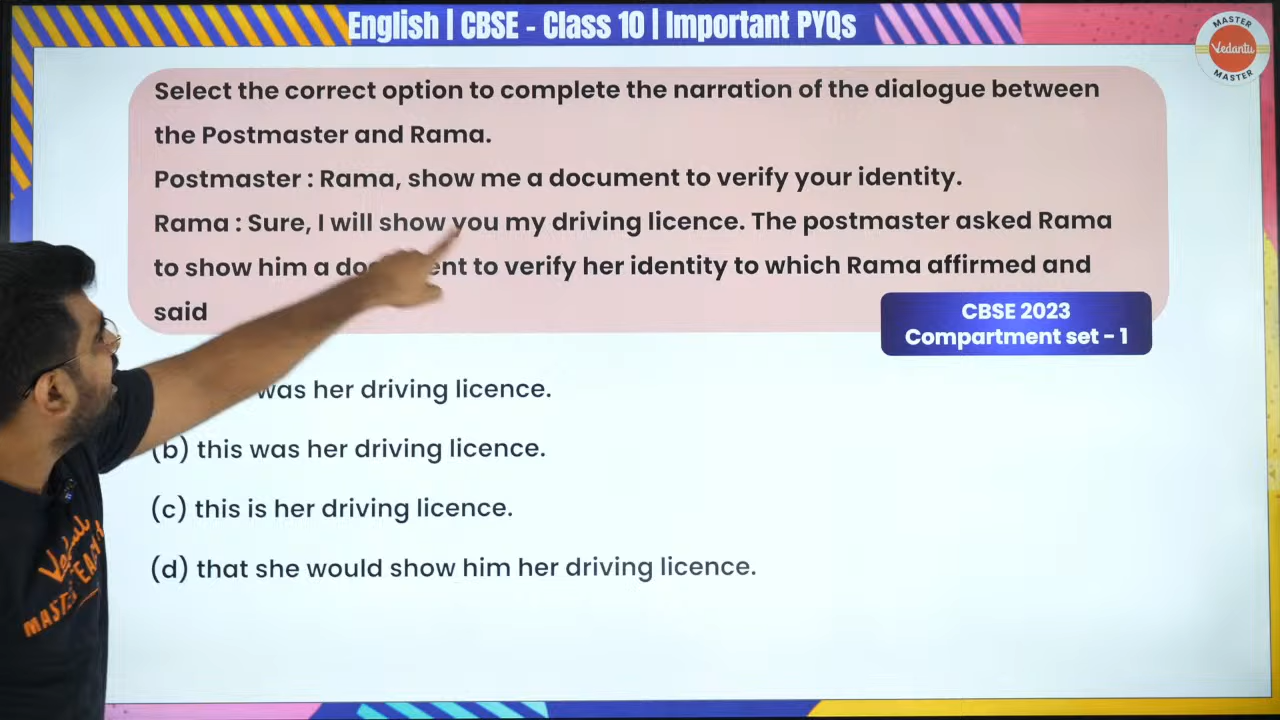 English | CBSE - Class 10 | Important PYQs
MASTER
Vedantu
MASTER
Select the correct option to complete the narration of the dialogue between
the Postmaster and Rama.
Postmaster : Rama, show me a document to verify your identity.
Rama : Sure, I will show you my driving licence. The postmaster asked Rama
to show him a to verify her identity to which Rama affirmed and
said
CBSE 2023
Compartment set - 1
was her driving licence.
(b) this was her driving licence.
(c) this is her driving licence.
(d) that she would show him her driving licence.
Vedantu
MASTER
TEACHER